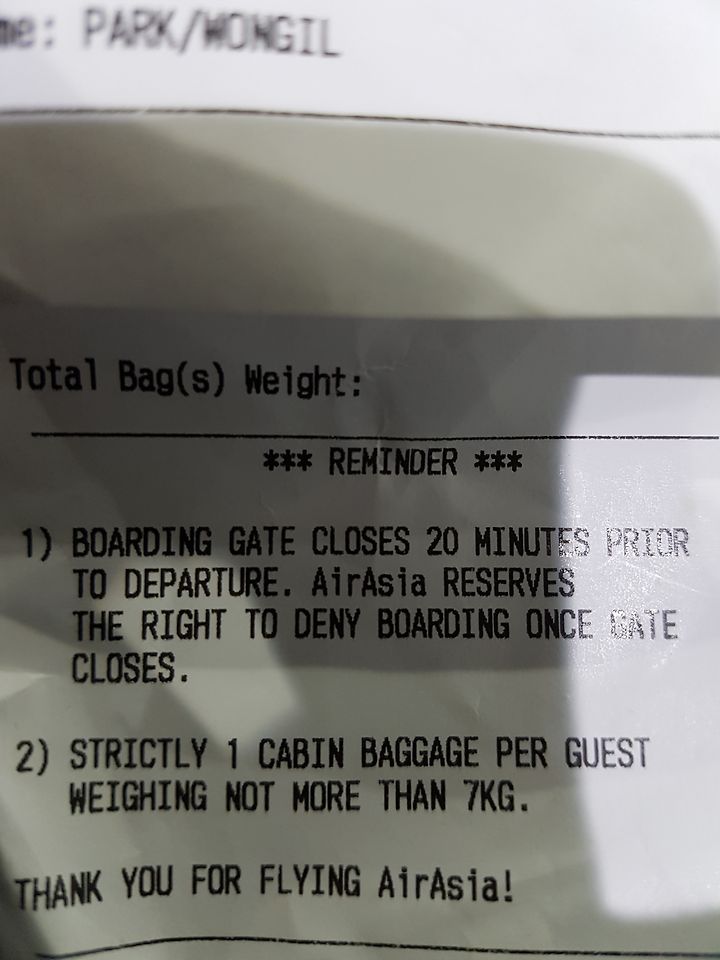 me: PARK/WONGIL
Total Bag(s) Weight:
*** REMINDER ***
1) BOARDING GATE CLOSES 20 MINUTES PRIOR
TO DEPARTURE. AirAsia RESERVES
THE RIGHT TO DENY BOARDING ONCE GATE
CLOSES.
2) STRICTLY 1 CABIN BAGGAGE PER GUEST
WEIGHING NOT MORE THAN 7KG.
THANK YOU FOR FLYING AirAsia!